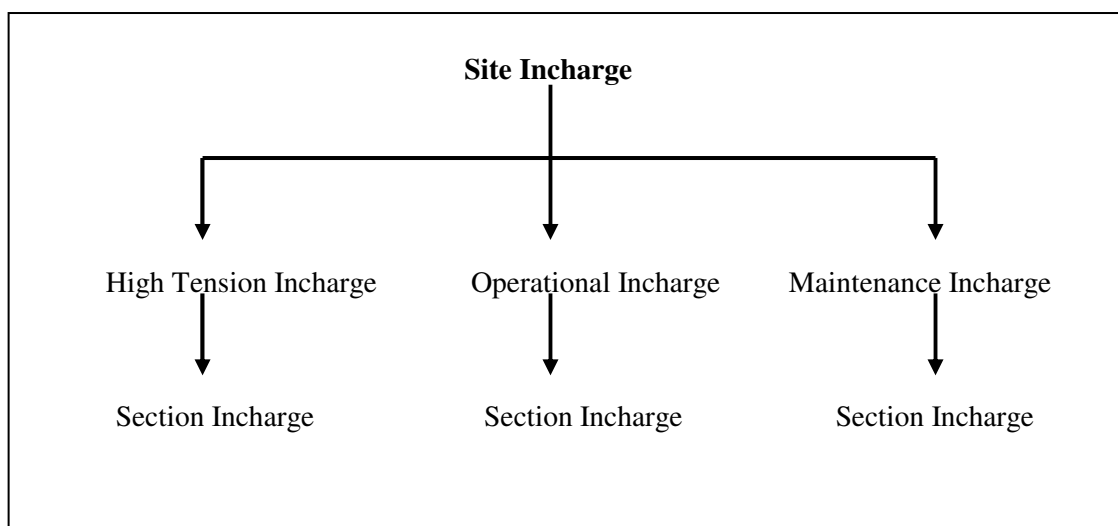 Site Incharge
High Tension Incharge Operational Incharge Maintenance Incharge
Section Incharge Section Incharge Section Incharge